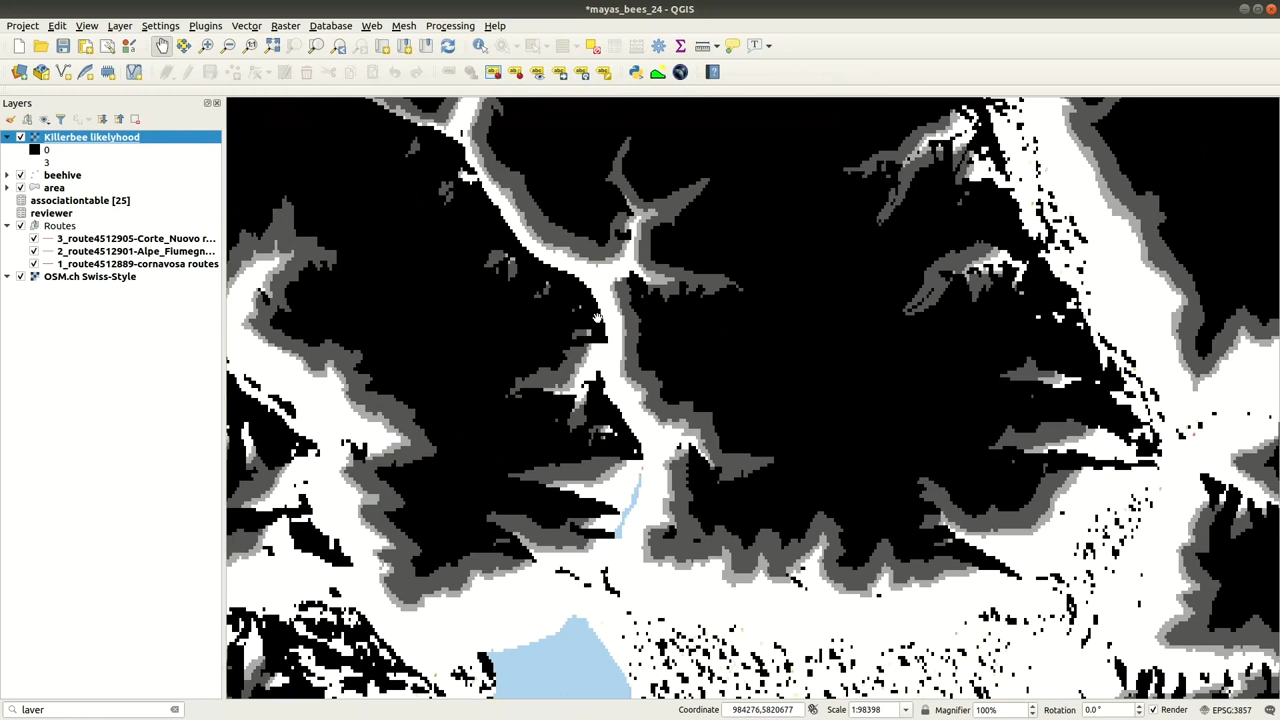 *mayas_bees_24 - QGIS
Project Edit View Layer Settings Plugins Vector Raster Database Web Mesh Processing Help
Layers
Killerbee likelyhood
0
3
beehive
area
associationtable [25]
reviewer
Routes
3_route4512905-Corte_Nuovo r...
2_route4512901-Alpe_Fiumegn...
1_route4512889-cornavosa routes
OSM.ch Swiss-Style
laver
Coordinate 984276,5820677 Scale 1:98398 Magnifier 100% Rotation 0.0 ° Render EPSG:3857